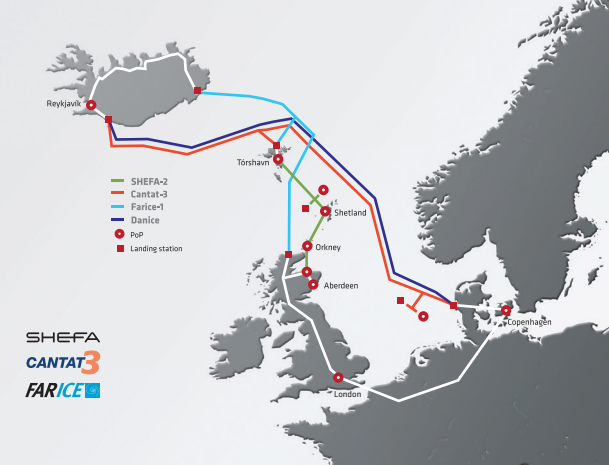 Reykjavík
Tórshavn
SHEFA-2
Cantat-3
Farice-1
Danice
PoP
Landing station
Shetland
Orkney
Aberdeen
Copenhagen
London
SHEFA
CANTAT3
FARICE